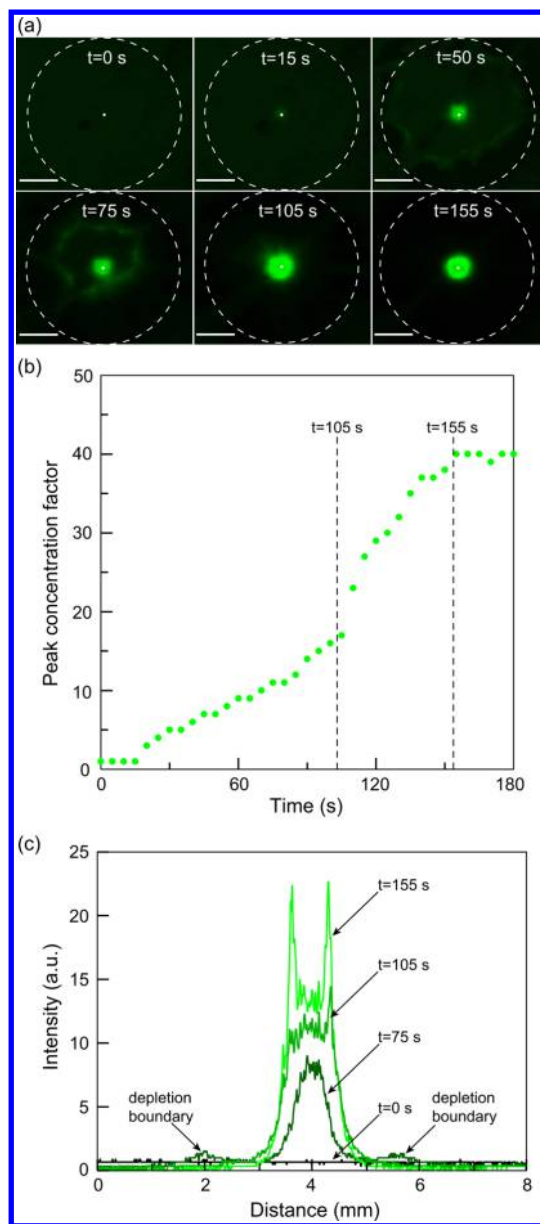 (a)
t=0 s
t=15 s
t=50 s
t=75 s
t=105 s
t=155 s
(b)
50
40
30
20
10
0
Peak concentration factor
t=105 s
t=155 s
0
60
120
180
Time (s)
(c)
25
20
15
10
5
0
Intensity (a.u.)
t=155 s
t=105 s
t=75 s
t=0 s
depletion
boundary
depletion
boundary
0
2
4
6
8
Distance (mm)